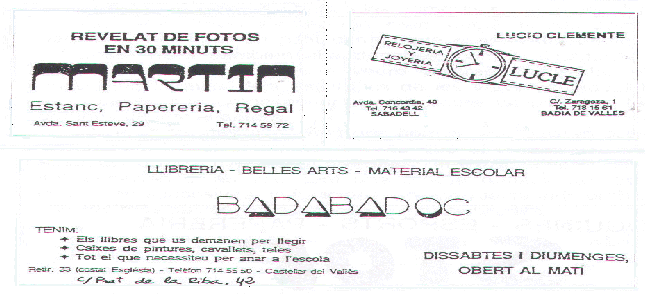 REVELAT DE FOTOS
EN 30 MINUTS
MARTIN
Estanc, Papereria, Regal
Avda. Sant Esteve, 29 Tel. 714 58 72
LUCIO CLEMENTE
RELOJERIA
Y
JOYERIA
LUCLE
Avda. Concordia, 40
Tel. 716 43 42
SABADELL
C/. Zaragoza, 1
Tel. 718 15 61
BADIA DE VALLES
LLIBRERIA - BELLES ARTS - MATERIAL ESCOLAR
BADABADOC
TENIM:
Els llibres que us demanen per llegir
Caixes de pintures, cavallets, teles
Tot el que necessiteu per anar a l'escola
Retir. 33 (costat Església) - Telèfon 714 55 50 - Castellar del Vallès
C/ Prat de la Riba, 42
DISSABTES I DIUMENGES,
OBERT AL MATÍ